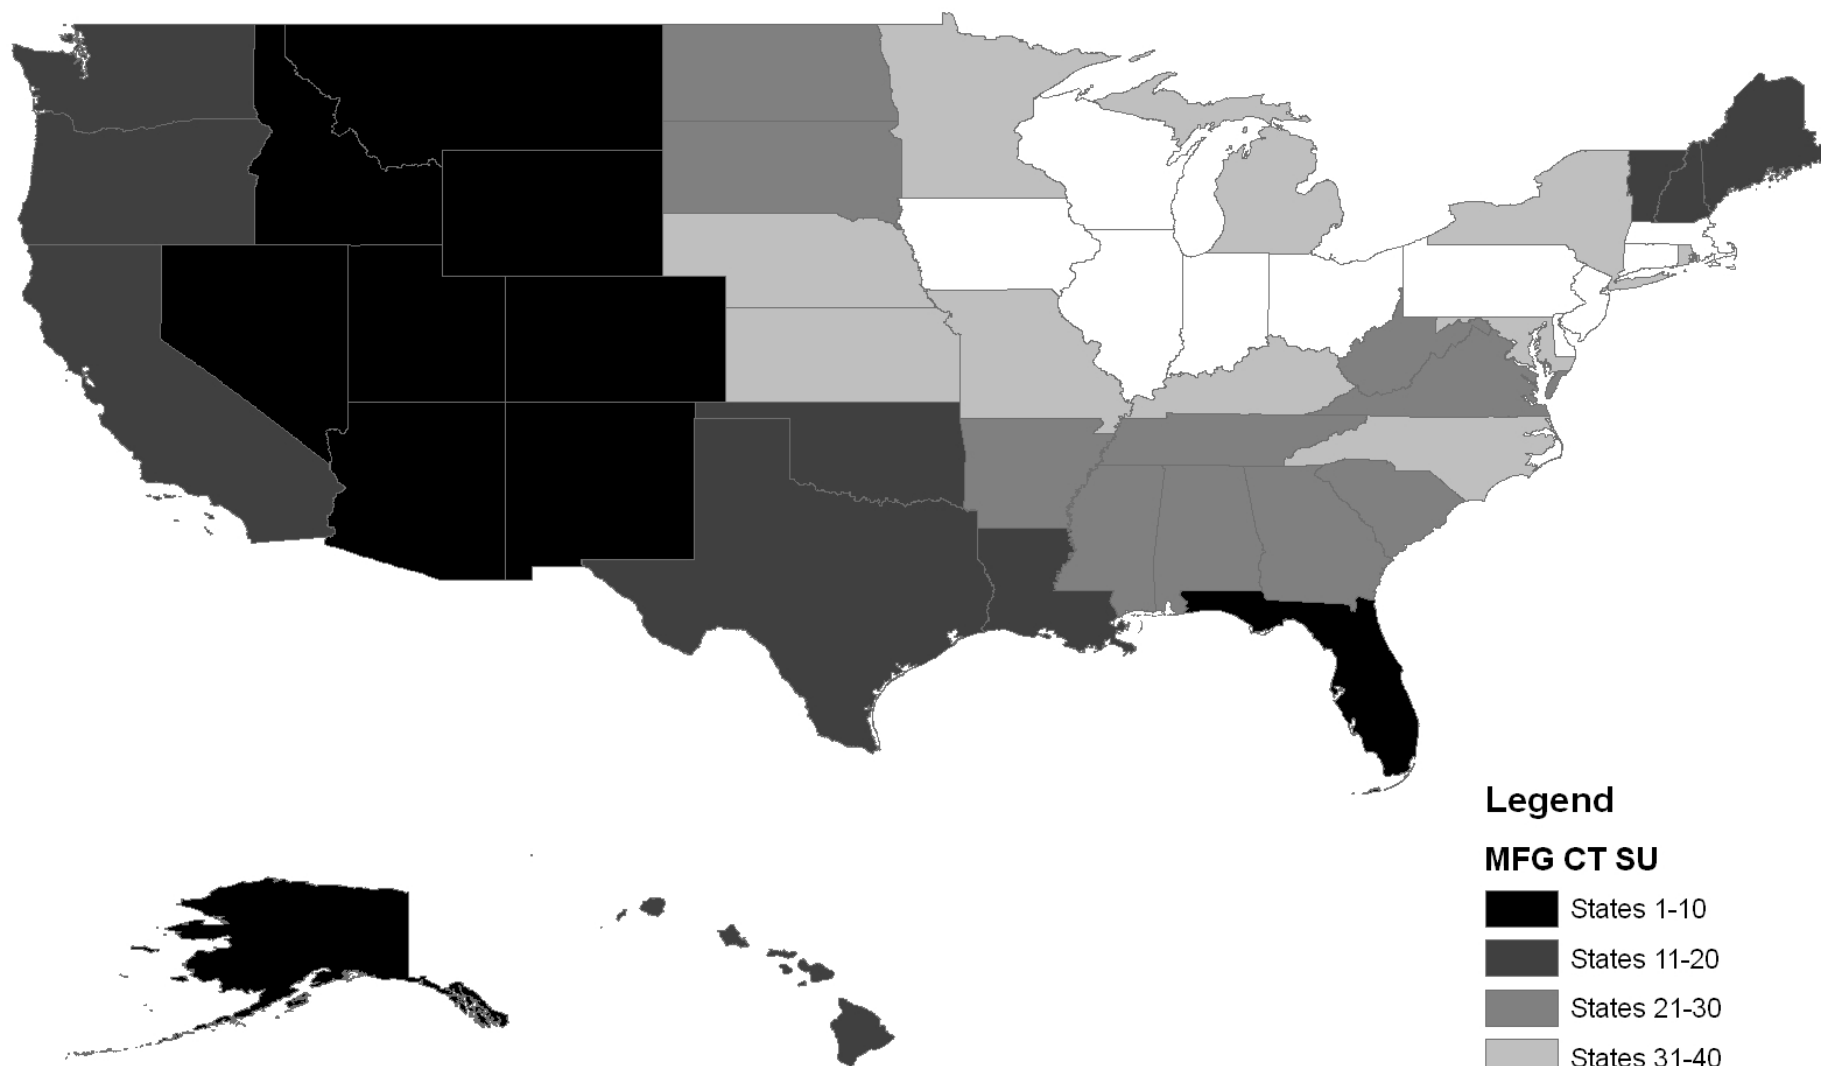 Legend
MFG CT SU
States 1-10
States 11-20
States 21-30
States 31-40